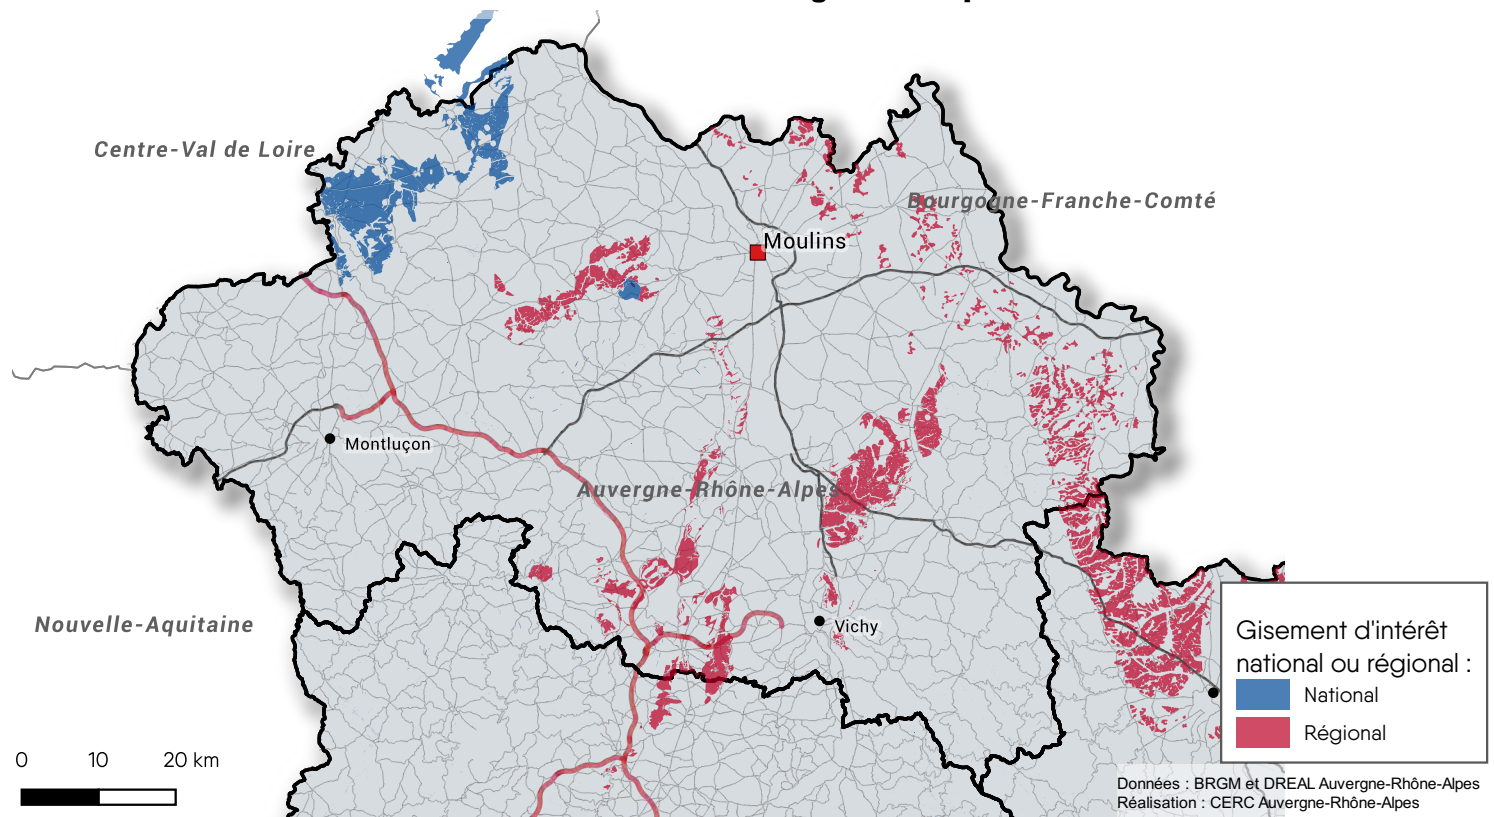 Centre-Val de Loire
Bourgogne-Franche-Comté
Moulins
Montluçon
Auvergne-Rhône-Alpes
Nouvelle-Aquitaine
Vichy
Gisement d'intérêt
national ou régional :
National
Régional
0 10 20 km
Données : BRGM et DREAL Auvergne-Rhône-Alpes
Réalisation : CERC Auvergne-Rhône-Alpes